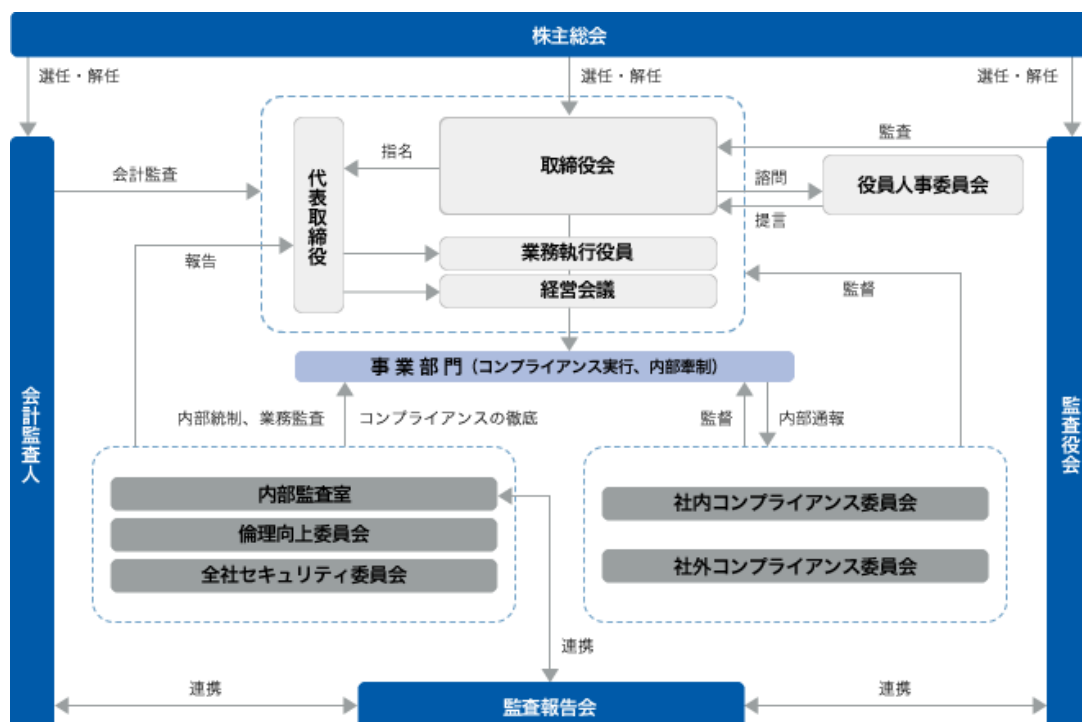 株主総会
選任・解任
選任・解任
選任・解任
監査
指名
取締役会
会計監査
代表取締役
諮問
役員人事委員会
提言
報告
業務執行役員
経営会議
監督
事業部門（コンプライアンス実行、内部牽制）
会計監査人
監査役会
内部統制、業務監査
コンプライアンスの徹底
監督
内部通報
内部監査室
倫理向上委員会
全社セキュリティ委員会
社内コンプライアンス委員会
社外コンプライアンス委員会
連携
連携
連携
監査報告会